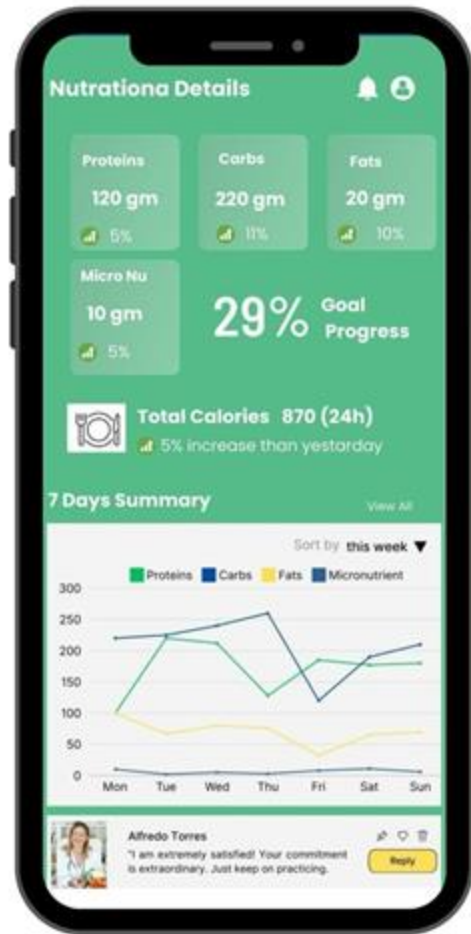 Nutrationa Details
Proteins
Carbs
Fats
120 gm
220 gm
20 gm
5%
11%
10%
Micro Nu
10 gm
5%
29% Goal Progress
Total Calories 870 (24h)
5% increase than yestarday
7 Days Summary
View All
Sort by this week ▼
Proteins Carbs Fats Micronutrient
300
250
200
150
100
50
0
Mon Tue Wed Thu Fri Sat Sun
Alfredo Torres
"I am extremely satisfied! Your commitment
is extraordinary. Just keep on practicing.
Reply